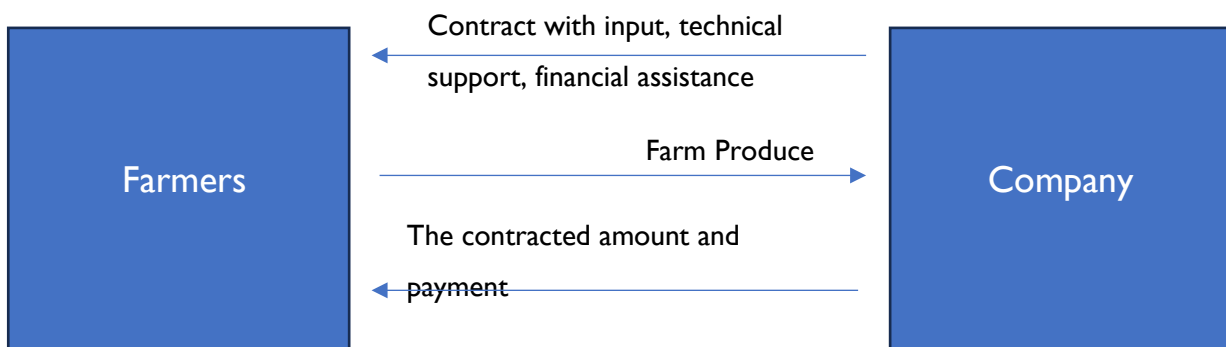 Contract with input, technical
support, financial assistance
Farm Produce
Farmers
Company
The contracted amount and
payment